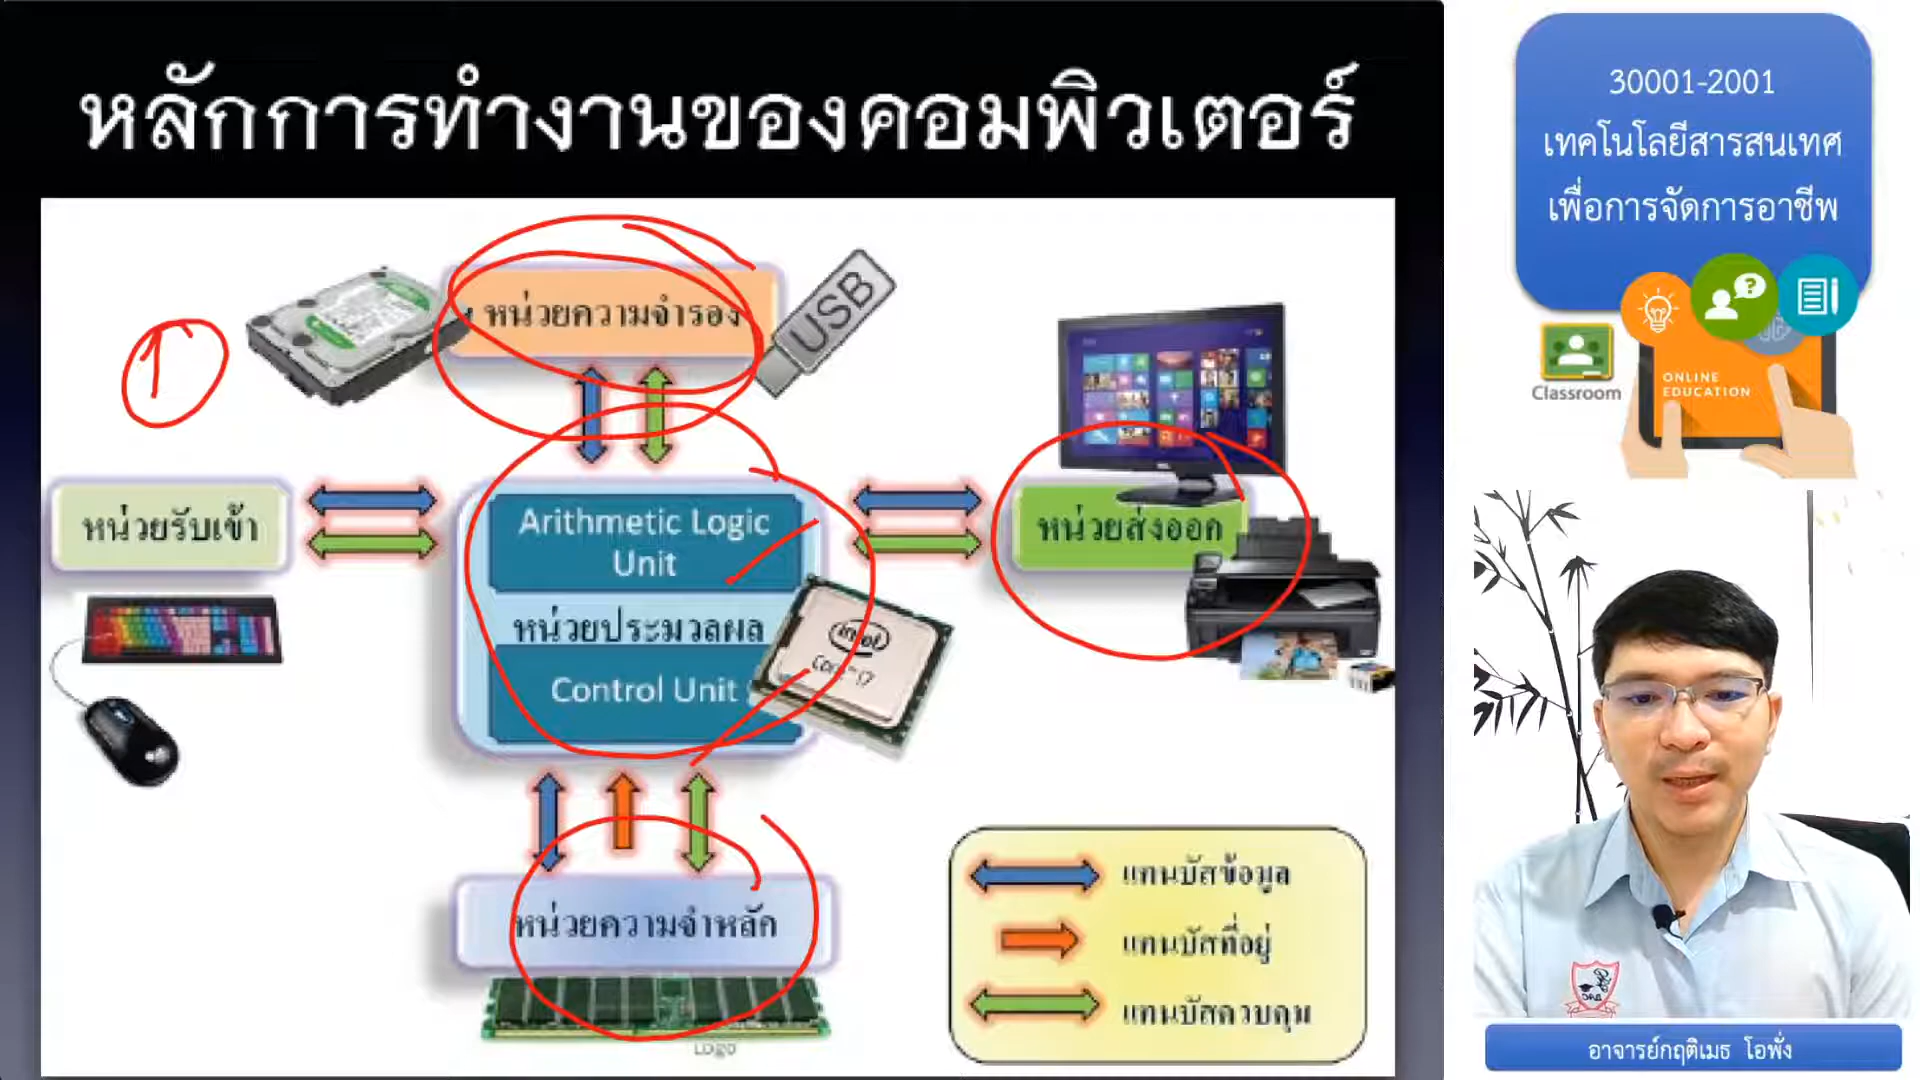 หลักการทำงานของคอมพิวเตอร์
1
หน่วยความจำรอง
USB
หน่วยรับเข้า
Arithmetic Logic
Unit
หน่วยประมวลผล
Control Unit
intel
Core i7
หน่วยส่งออก
หน่วยความจำหลัก
Logo
แทนบัสข้อมูล
แทนบัสที่อยู่
แทนบัสควบคุม
30001-2001
เทคโนโลยีสารสนเทศ
เพื่อการจัดการอาชีพ
Classroom
ONLINE
EDUCATION
อาจารย์กฤติเมธ โอพั่ง